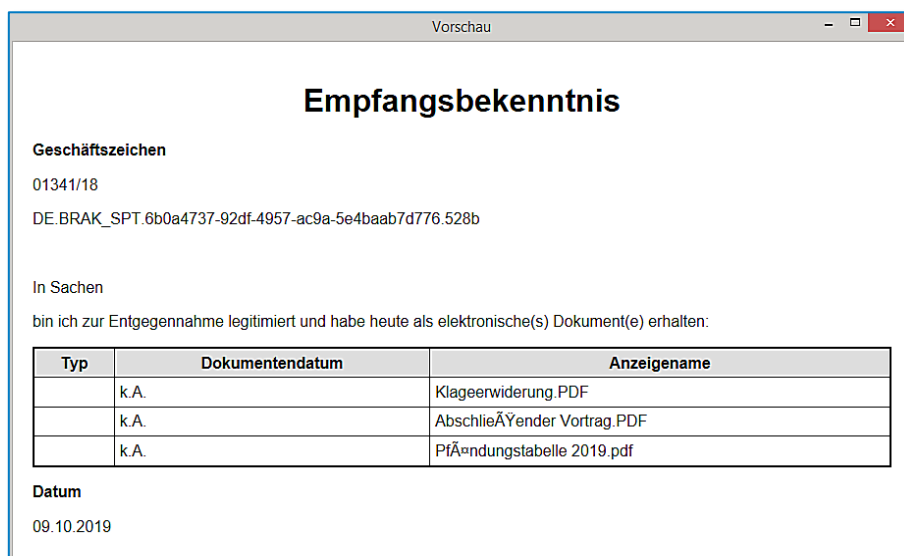 Vorschau
Empfangsbekenntnis
Geschäftszeichen
01341/18
DE.BRAK_SPT.6b0a4737-92df-4957-ac9a-5e4baab7d776.528b
In Sachen
bin ich zur Entgegennahme legitimiert und habe heute als elektronische(s) Dokument(e) erhalten:
Typ Dokumentendatum Anzeigename
k.A. Klageerwiderung.PDF
k.A. AbschlieÃŸender Vortrag.PDF
k.A. PfÃ¤ndungstabelle 2019.pdf
Datum
09.10.2019